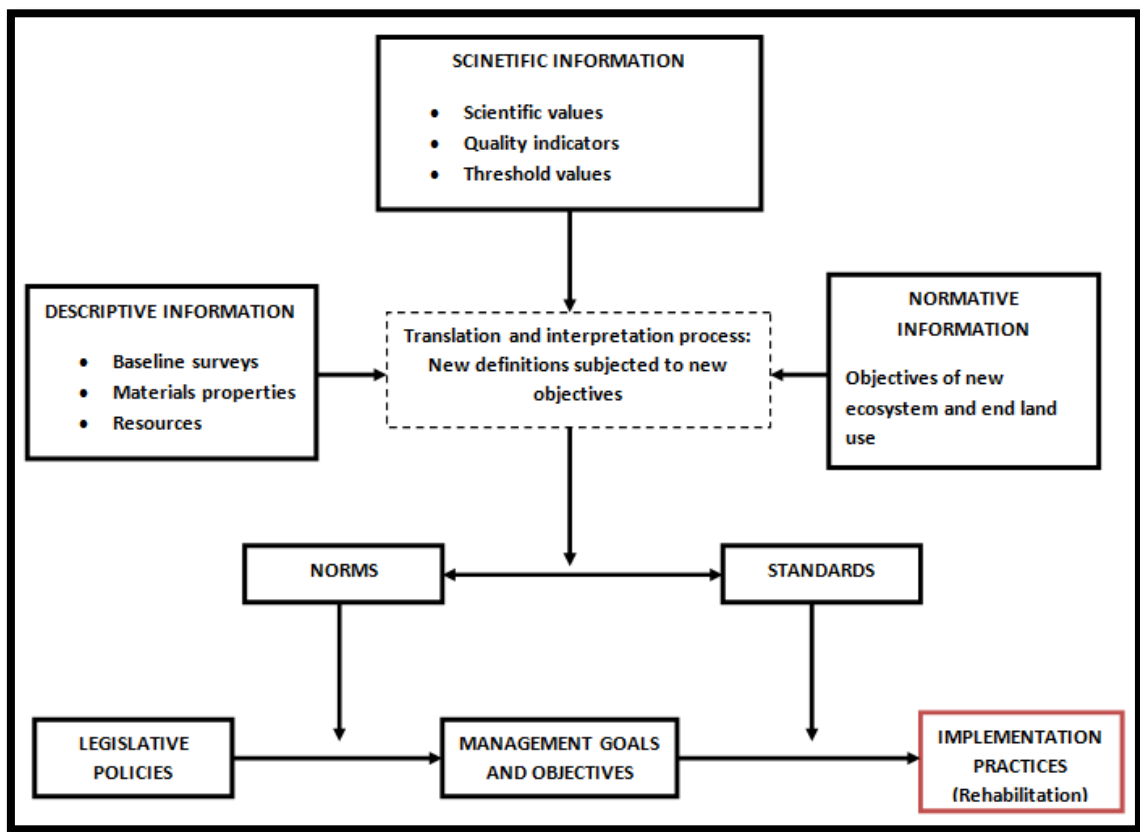 SCINETIFIC INFORMATION
• Scientific values
• Quality indicators
• Threshold values
DESCRIPTIVE INFORMATION
• Baseline surveys
• Materials properties
• Resources
Translation and interpretation process:
New definitions subjected to new
objectives
NORMATIVE
INFORMATION
Objectives of new
ecosystem and end land
use
NORMS
STANDARDS
LEGISLATIVE
POLICIES
MANAGEMENT GOALS
AND OBJECTIVES
IMPLEMENTATION
PRACTICES
(Rehabilitation)